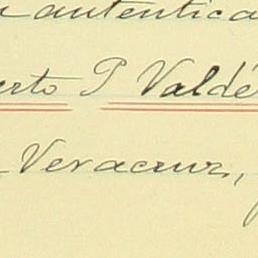 autentica
erto P Valdé
Veracruz,